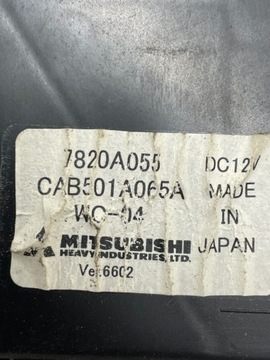 7820A055 DC12V
CAB501A065A MADE
WC-04 IN
MITSUBISHI JAPAN
HEAVY INDUSTRIES, LTD.
Ver.6602